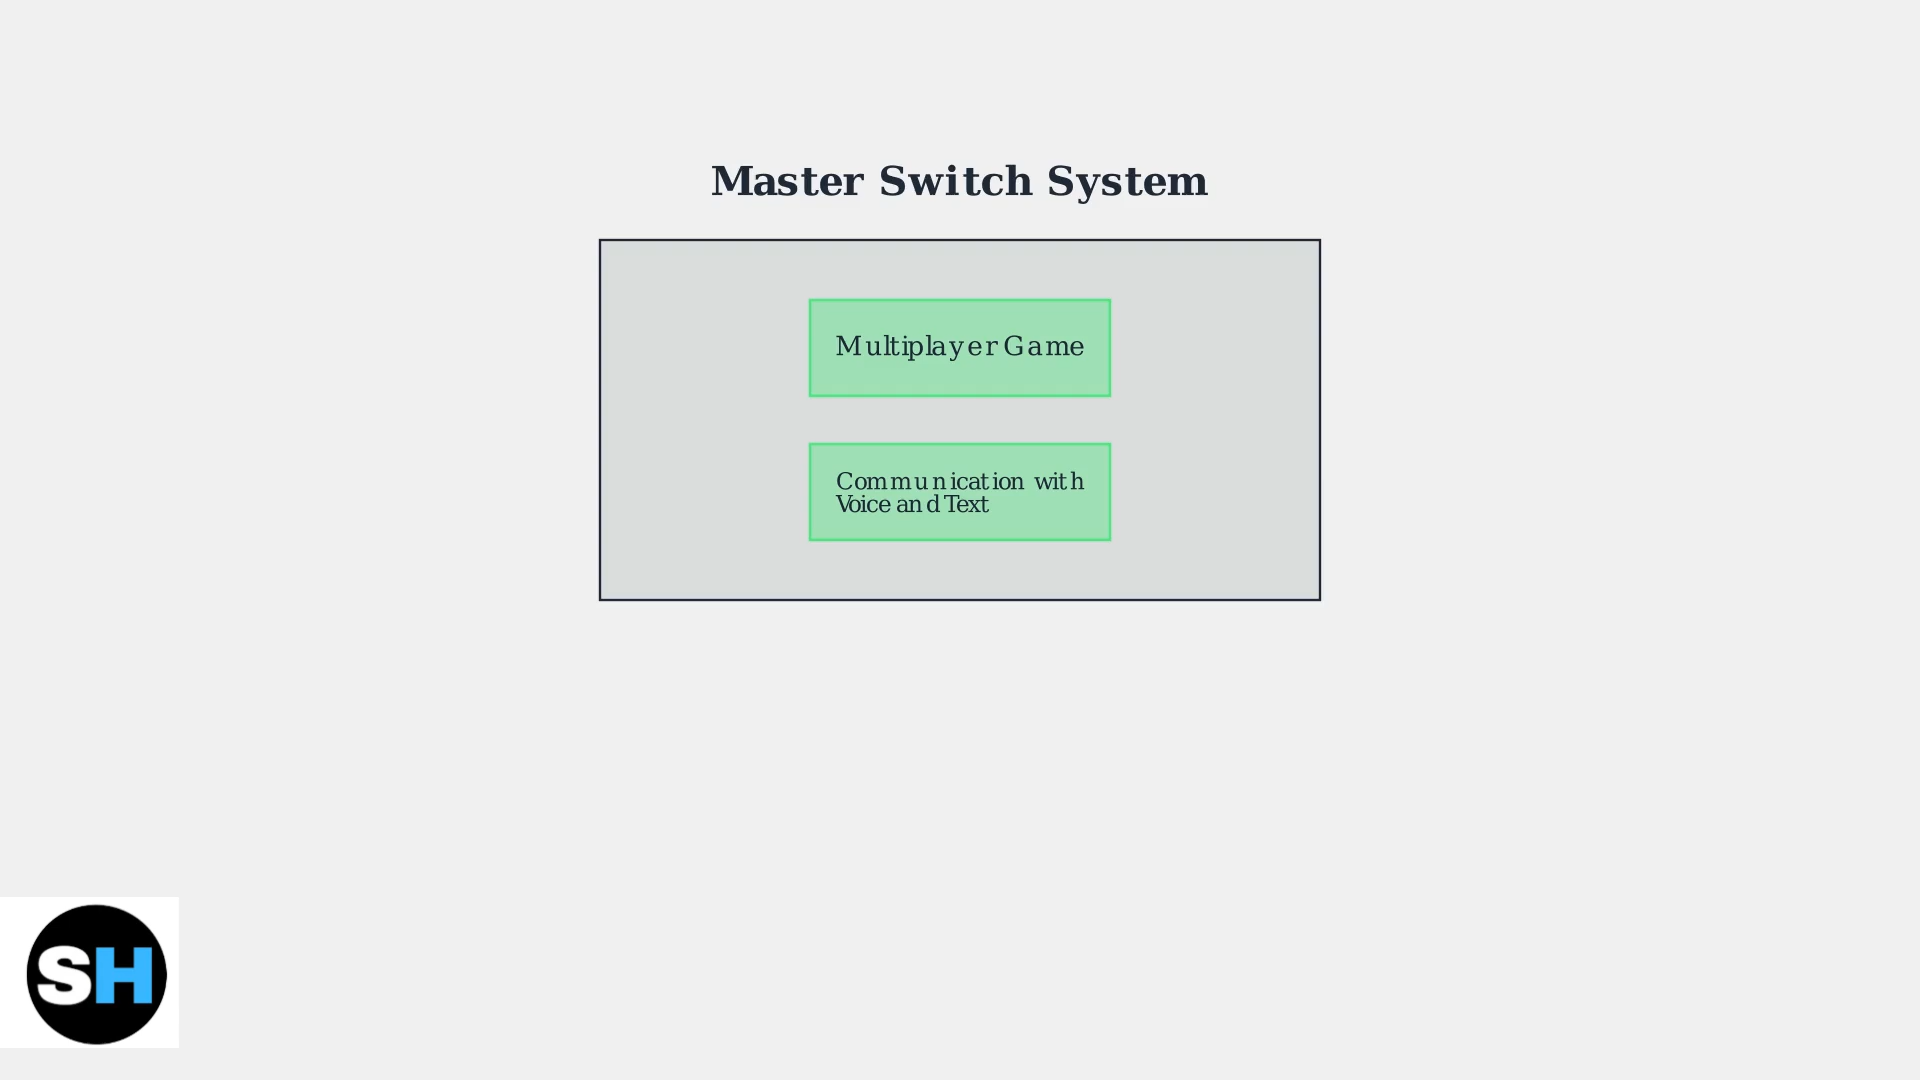 Master Switch System
Multiplayer Game
Communication with
Voice and Text
SH